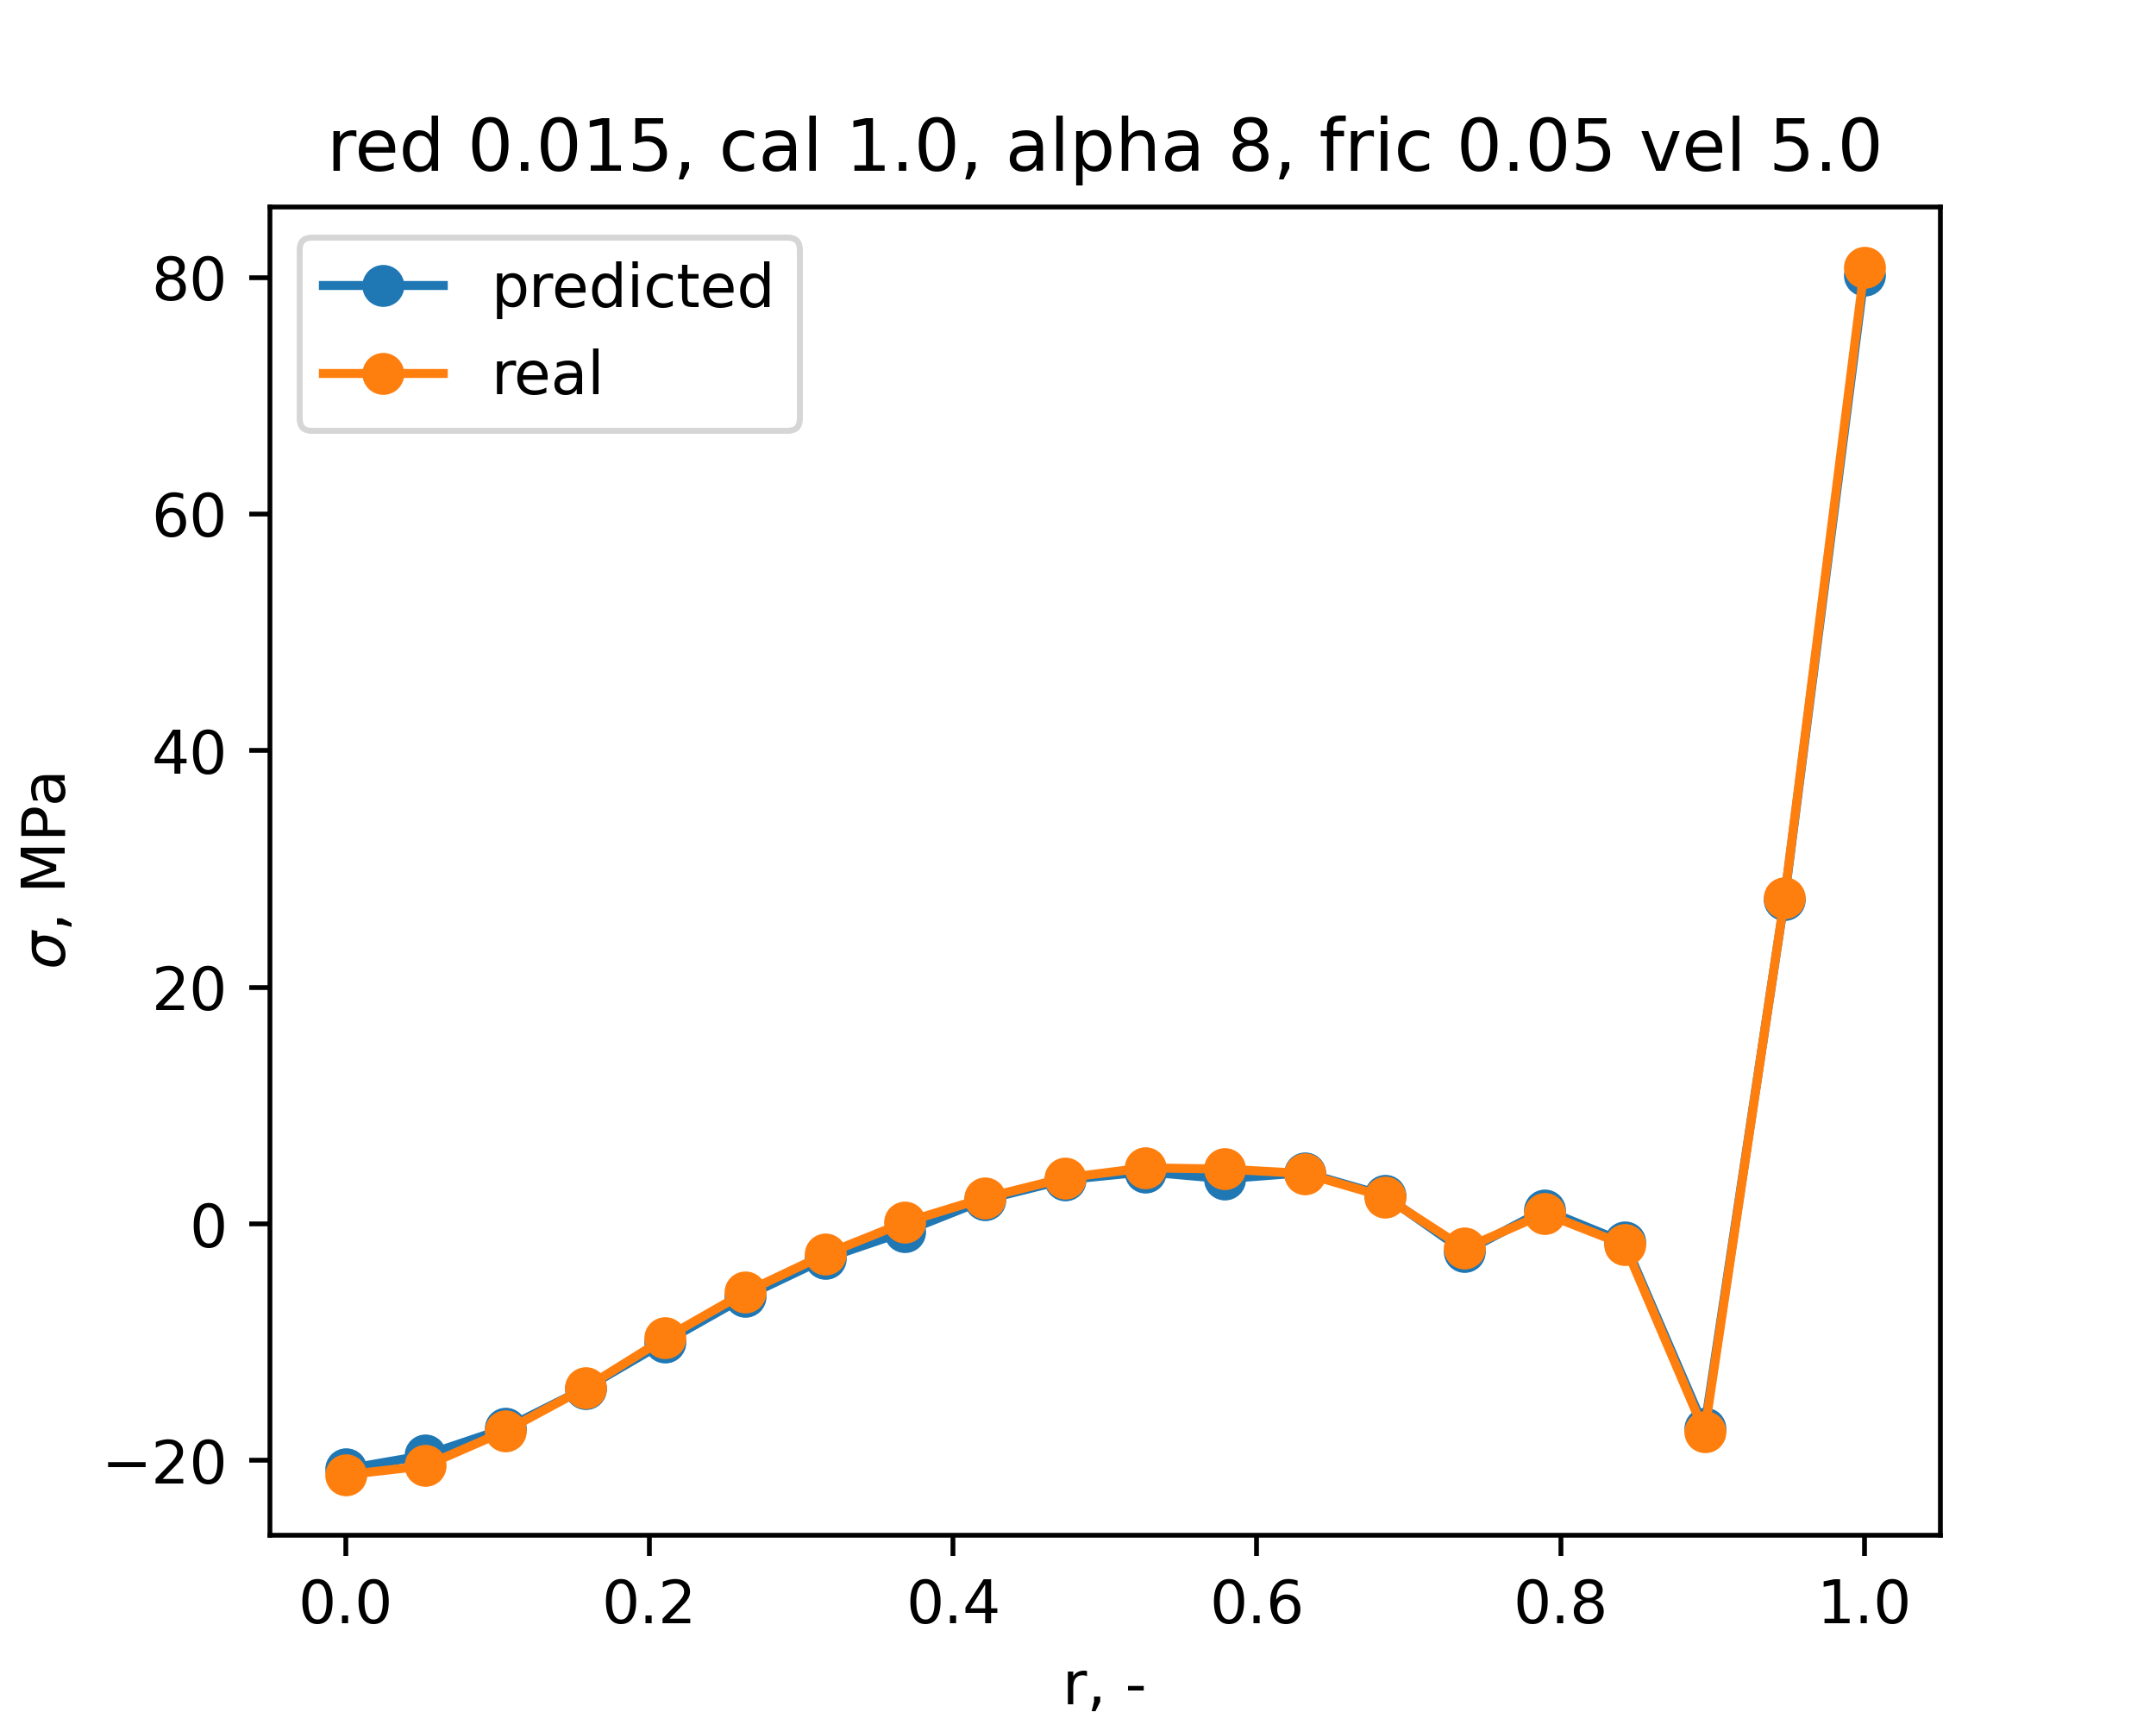 red 0.015, cal 1.0, alpha 8, fric 0.05 vel 5.0
predicted
real
80
60
40
20
0
−20
σ, MPa
0.0 0.2 0.4 0.6 0.8 1.0
r, -